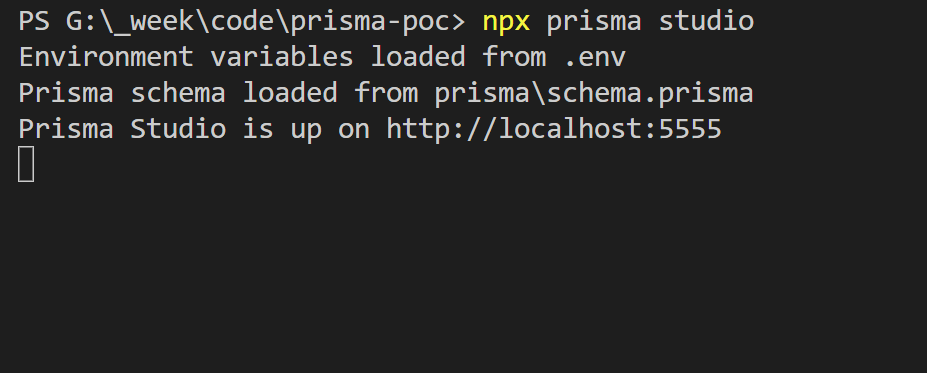 PS G:\_week\code\prisma-poc> npx prisma studio
Environment variables loaded from .env
Prisma schema loaded from prisma\schema.prisma
Prisma Studio is up on http://localhost:5555